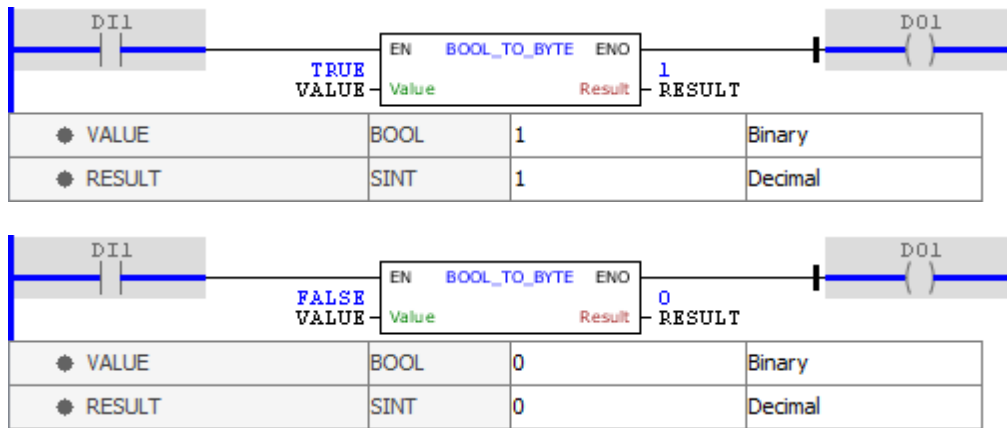 DI1 DO1
EN BOOL_TO_BYTE ENO
TRUE 1
VALUE Value Result RESULT
VALUE BOOL 1 Binary
RESULT SINT 1 Decimal
DI1 DO1
EN BOOL_TO_BYTE ENO
FALSE 0
VALUE Value Result RESULT
VALUE BOOL 0 Binary
RESULT SINT 0 Decimal